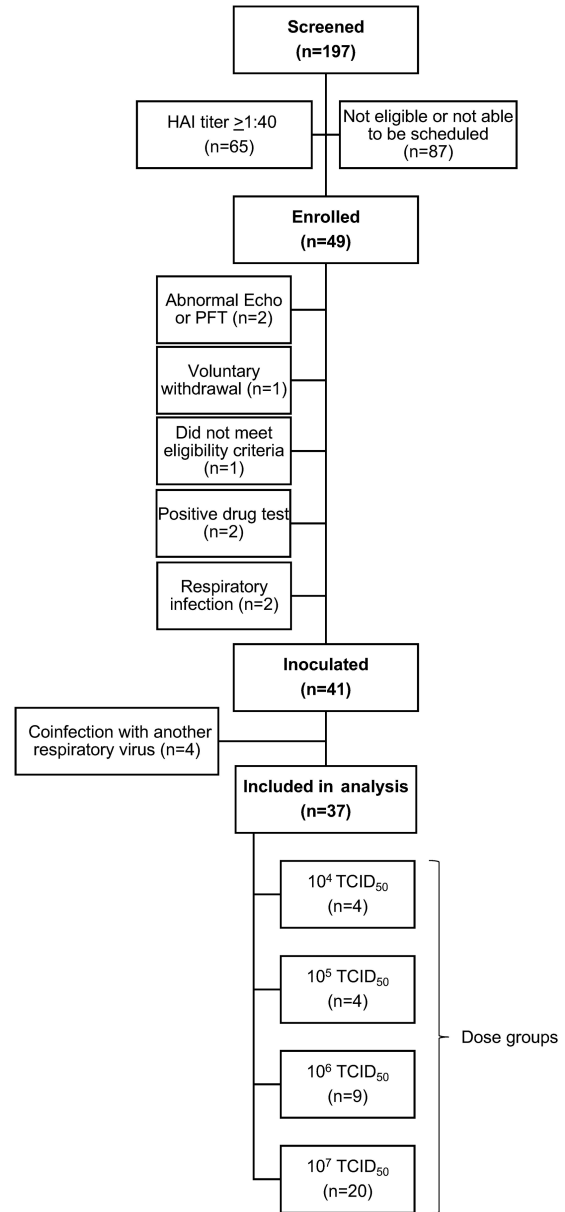 Screened
(n=197)
HAI titer ≥1:40
(n=65)
Not eligible or not able
to be scheduled
(n=87)
Enrolled
(n=49)
Abnormal Echo
or PFT (n=2)
Voluntary
withdrawal (n=1)
Did not meet
eligibility criteria
(n=1)
Positive drug test
(n=2)
Respiratory
infection (n=2)
Inoculated
(n=41)
Coinfection with another
respiratory virus (n=4)
Included in analysis
(n=37)
10⁴ TCID₅₀
(n=4)
10⁵ TCID₅₀
(n=4)
10⁶ TCID₅₀
(n=9)
10⁷ TCID₅₀
(n=20)
Dose groups